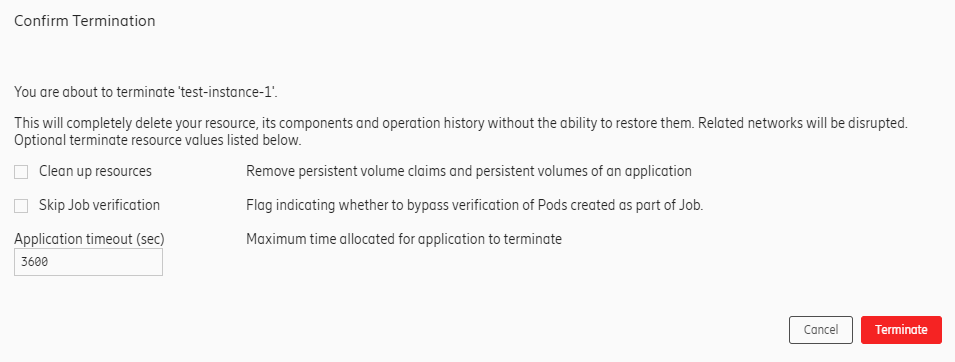 Confirm Termination
You are about to terminate 'test-instance-1'.
This will completely delete your resource, its components and operation history without the ability to restore them. Related networks will be disrupted.
Optional terminate resource values listed below.
Clean up resources Remove persistent volume claims and persistent volumes of an application
Skip Job verification Flag indicating whether to bypass verification of Pods created as part of Job.
Application timeout (sec) Maximum time allocated for application to terminate
3600
Cancel Terminate